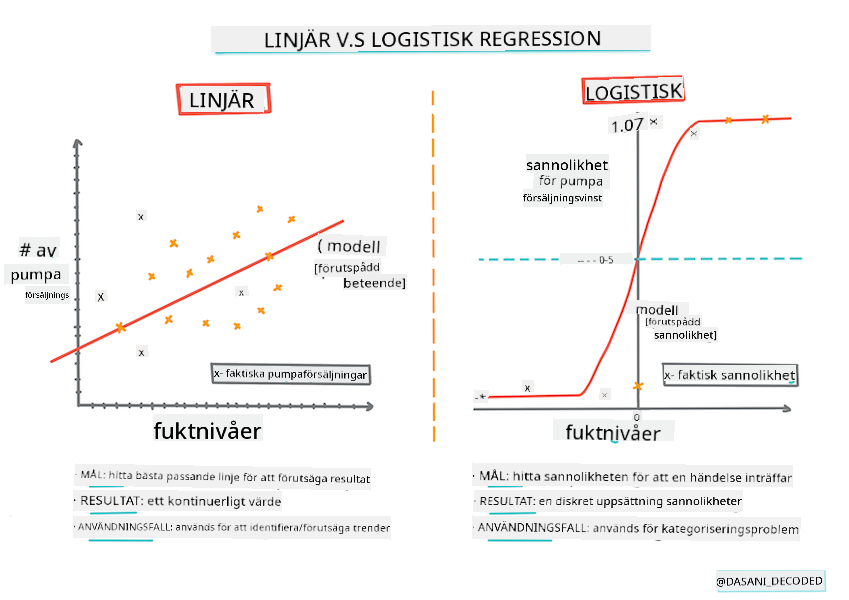 LINJÄR V.S LOGISTISK REGRESSION
LINJÄR
# av
pumpa
försäljnings
( modell
[förutspådd
beteende]
x- faktiska pumpaförsäljningar
fuktnivåer
· MÅL: hitta bästa passande linje för att förutsäga resultat
· RESULTAT: ett kontinuerligt värde
· ANVÄNDNINGSFALL: används för att identifiera/förutsäga trender
LOGISTISK
1.07
sannolikhet
för pumpa
försäljningsvinst
---- 0-5
modell
[förutspådd
sannolikhet]
x- faktisk sannolikhet
0
fuktnivåer
· MÅL: hitta sannolikheten för att en händelse inträffar
· RESULTAT: en diskret uppsättning sannolikheter
· ANVÄNDNINGSFALL: används för kategoriseringsproblem
@DASANI_DECODED